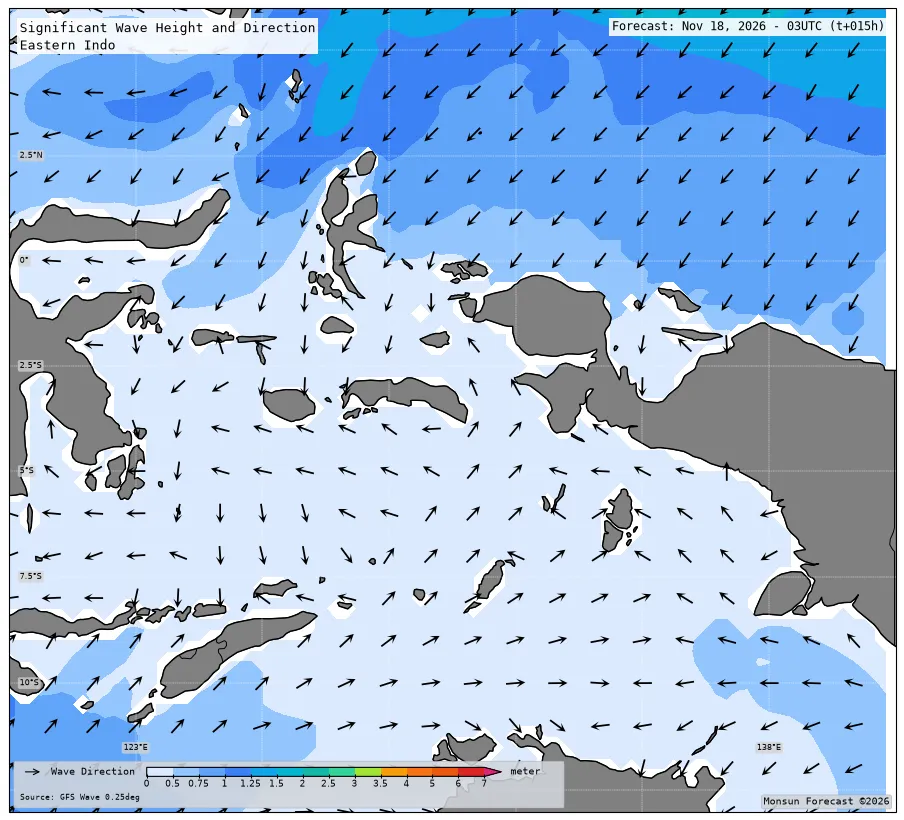 Significant Wave Height and Direction
Eastern Indo
Forecast: Nov 18, 2026 - 03UTC (t+015h)
2.5°N
0°
2.5°S
5°S
7.5°S
10°S
123°E
138°E
Wave Direction
meter
0 0.5 0.75 1 1.25 1.5 2 2.5 3 3.5 4 5 6 7
Source: GFS Wave 0.25deg
Monsun Forecast ©2026